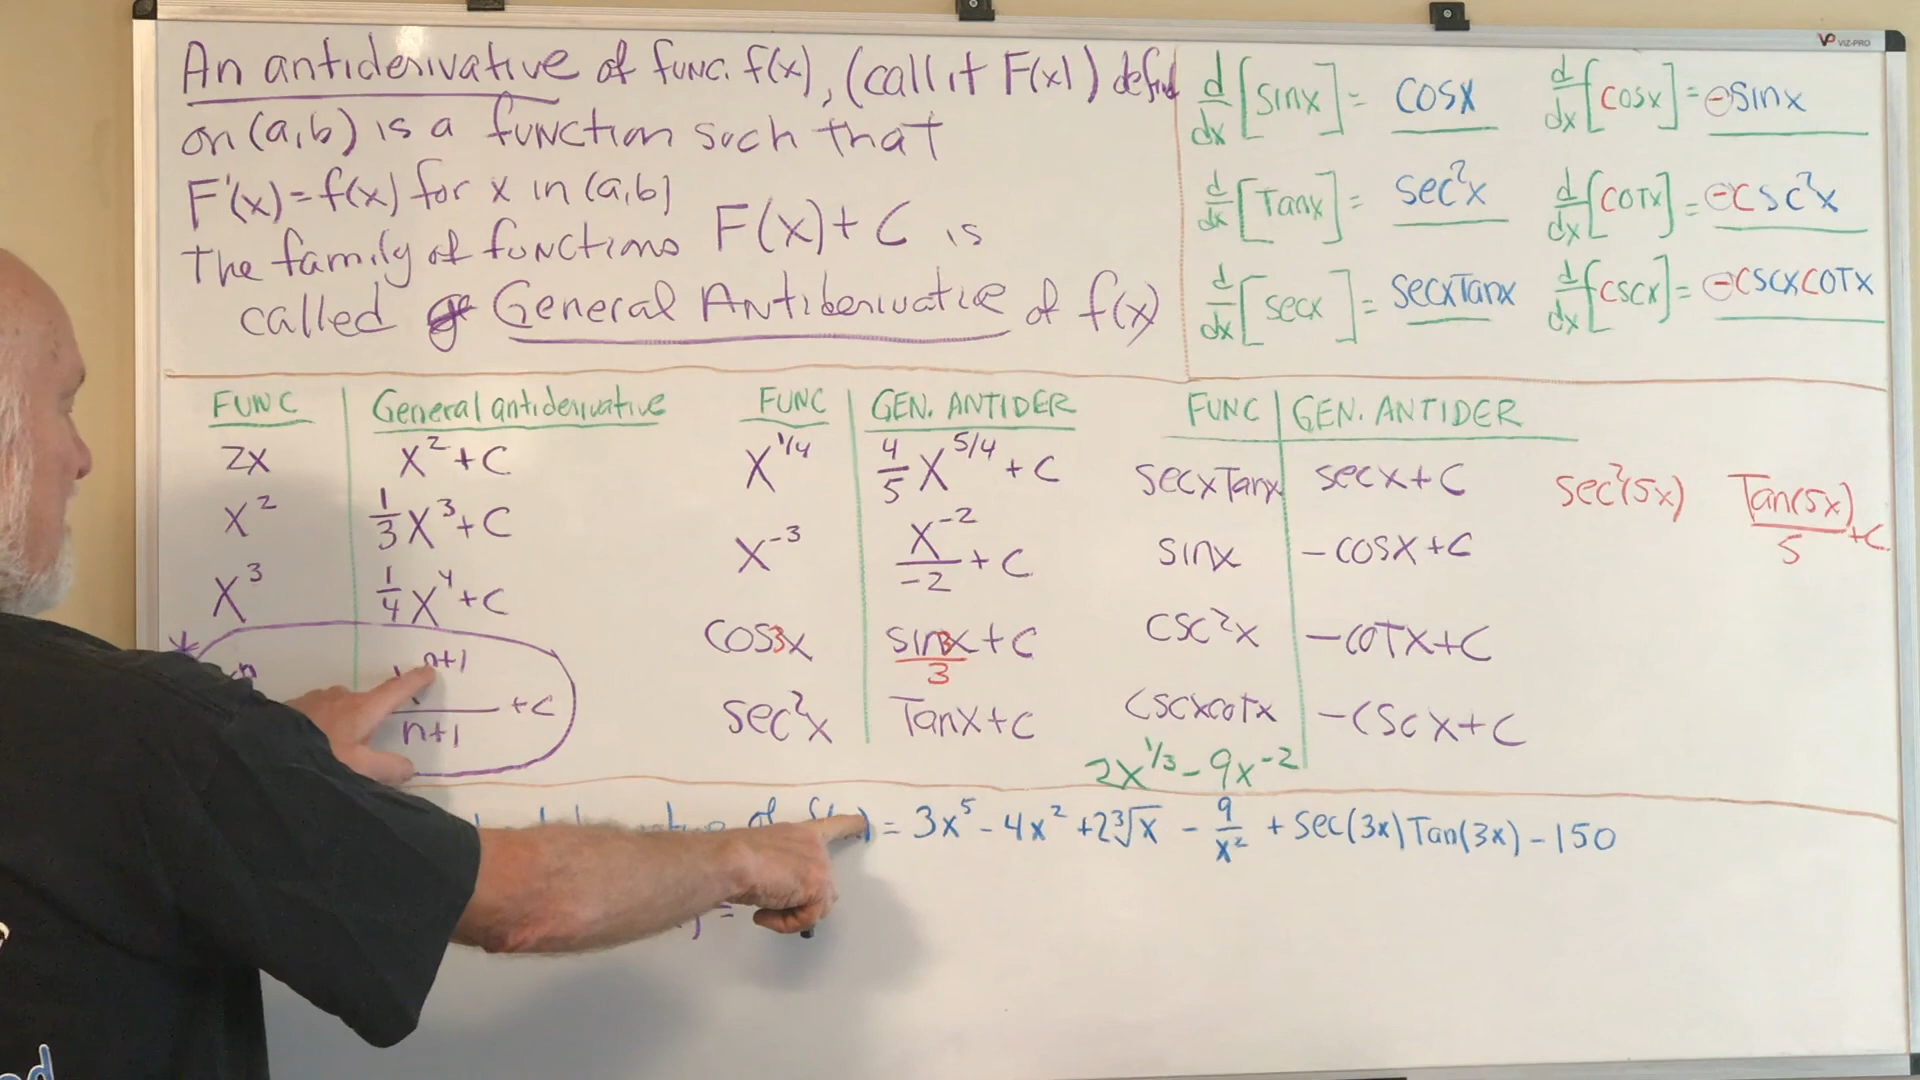 An antiderivative of func. f(x), (call it F(x)) defind
on (a,b) is a function such that
F'(x) = f(x) for x in (a,b)
The family of functions F(x) + C is
called General Antiderivative of f(x)
d/dx [sinx] = cosx d/dx [cosx] = -sinx
d/dx [Tanx] = sec²x d/dx [cotx] = -csc²x
d/dx [secx] = secxTanx d/dx [cscx] = -cscxcotx
VIZ-PRO
FUNC General antiderivative
2x x² + C
x² 1/3 x³ + C
x³ 1/4 x⁴ + C
n+1
n+1 + C
FUNC GEN. ANTIDER
x^1/4 4/5 x^5/4 + C
x^-3 x^-2/-2 + C
cos3x sin3x/3 + C
sec²x Tanx + C
FUNC GEN. ANTIDER
secxTanx secx + C
sinx -cosx + C
csc²x -cotx + C
cscxcotx -cscx + C
sec²(5x) Tan(5x)/5 + C
2x^1/3 - 9x^-2
of = 3x⁵ - 4x² + 2∛x - 9/x² + sec(3x)Tan(3x) - 150
=